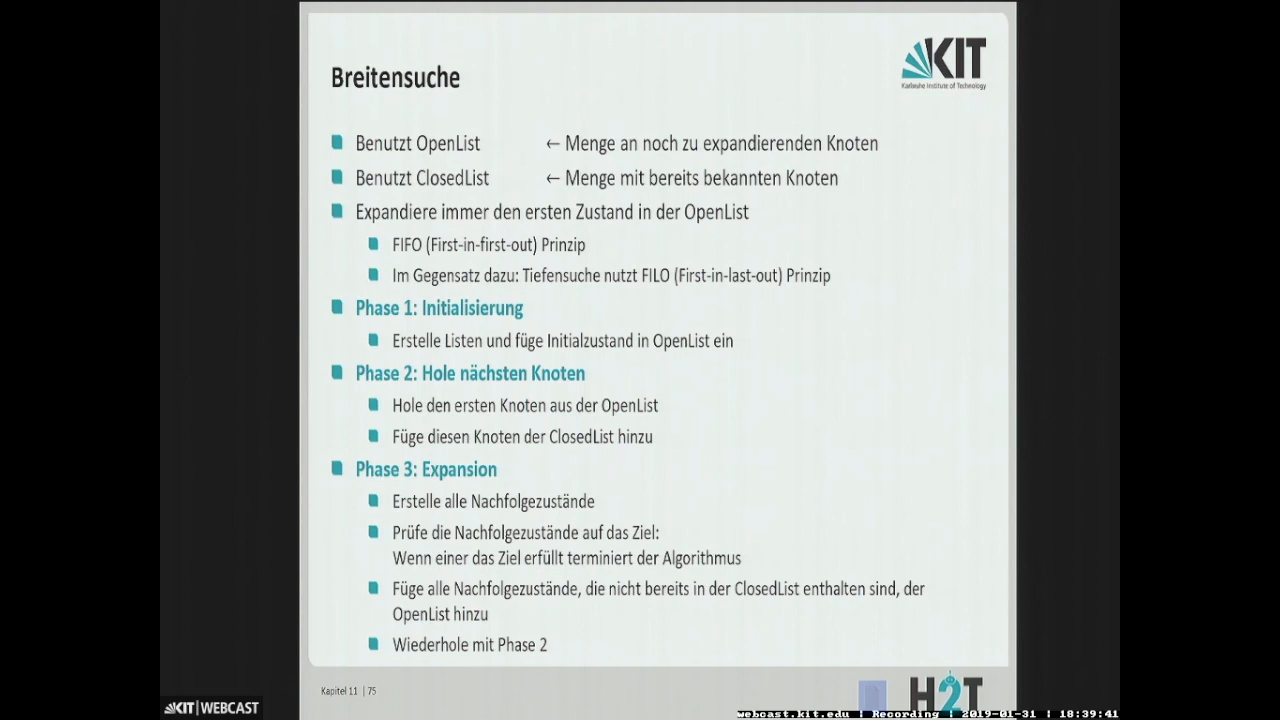 Breitensuche
KIT
Karlsruhe Institute of Technology
Benutzt OpenList ← Menge an noch zu expandierenden Knoten
Benutzt ClosedList ← Menge mit bereits bekannten Knoten
Expandiere immer den ersten Zustand in der OpenList
FIFO (First-in-first-out) Prinzip
Im Gegensatz dazu: Tiefensuche nutzt FILO (First-in-last-out) Prinzip
Phase 1: Initialisierung
Erstelle Listen und füge Initialzustand in OpenList ein
Phase 2: Hole nächsten Knoten
Hole den ersten Knoten aus der OpenList
Füge diesen Knoten der ClosedList hinzu
Phase 3: Expansion
Erstelle alle Nachfolgezustände
Prüfe die Nachfolgezustände auf das Ziel:
Wenn einer das Ziel erfüllt terminiert der Algorithmus
Füge alle Nachfolgezustände, die nicht bereits in der ClosedList enthalten sind, der
OpenList hinzu
Wiederhole mit Phase 2
Kapitel 11 | 75
H2T
KIT | WEBCAST
webcast.kit.edu | Recording | 2019-01-31 | 18:39:41